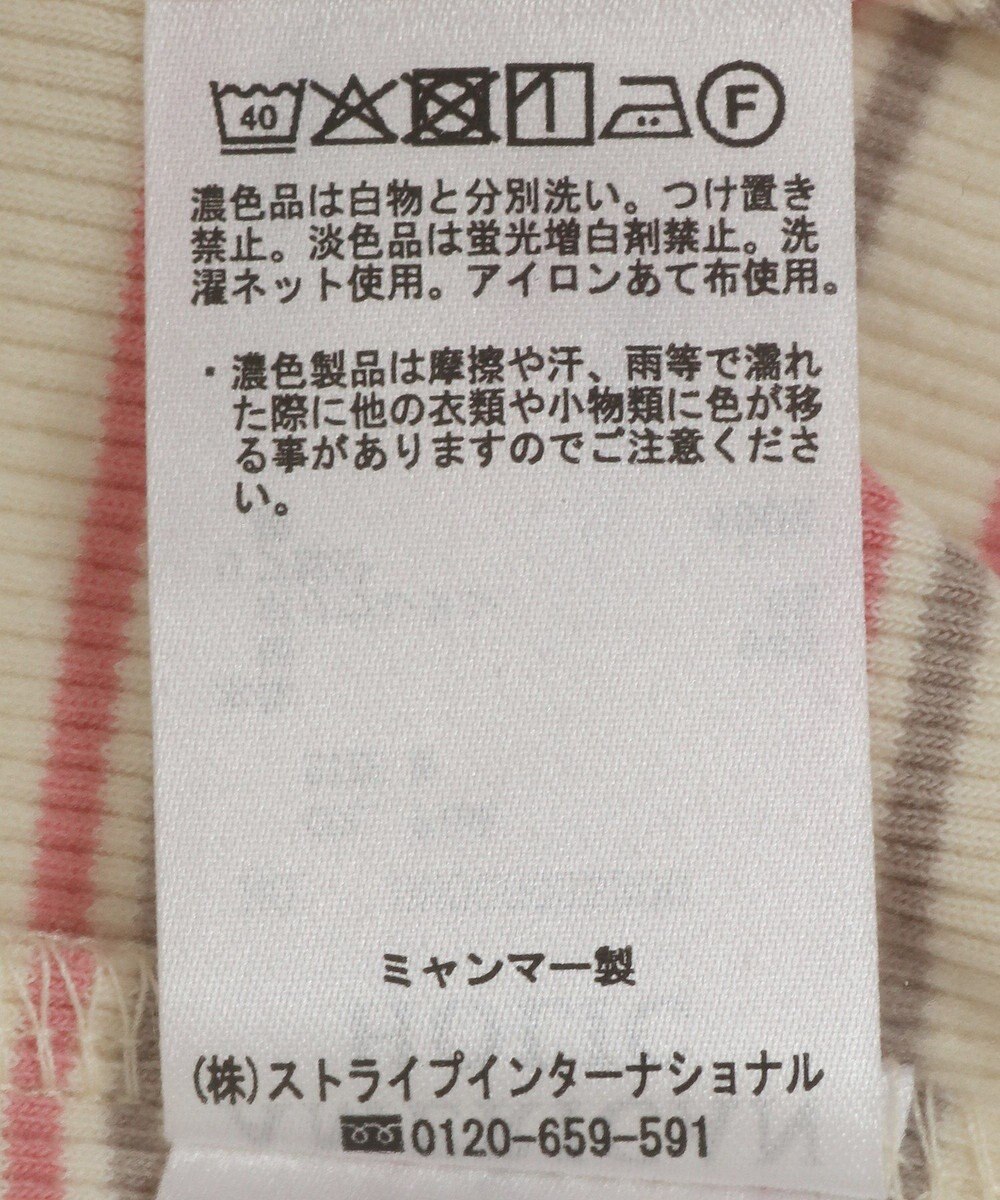 40 F
濃色品は白物と分別洗い。つけ置き
禁止。淡色品は蛍光増白剤禁止。洗
濯ネット使用。アイロンあて布使用。
・濃色製品は摩擦や汗、雨等で濡れ
た際に他の衣類や小物類に色が移
る事がありますのでご注意くださ
い。
ミャンマー製
(株)ストライプインターナショナル
0120-659-591